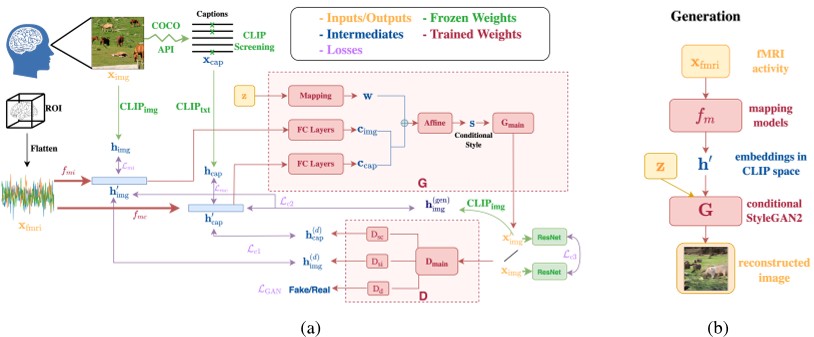 Captions
- Inputs/Outputs
- Frozen Weights
- Intermediates
- Trained Weights
- Losses
COCO
API
CLIP
Screening
x_img
x_cap
ROI
CLIP_img
CLIP_txt
Flatten
h_img
h_cap
f_mi
f_mc
h'_img
h'_cap
x_fmri
z
Mapping
w
FC Layers
c_img
FC Layers
c_cap
Affine
s
Conditional
Style
G_main
G
L_c2
h_img^(gen)
CLIP_img
L_c1
h_cap^(d)
D_sc
h_img^(d)
D_si
D_main
L_GAN
Fake/Real
D_d
D
x_img
ResNet
x_img
ResNet
L_c3
(a)
Generation
x_fmri
fMRI
activity
f_m
mapping
models
h'
embeddings in
CLIP space
z
G
conditional
StyleGAN2
reconstructed
image
(b)